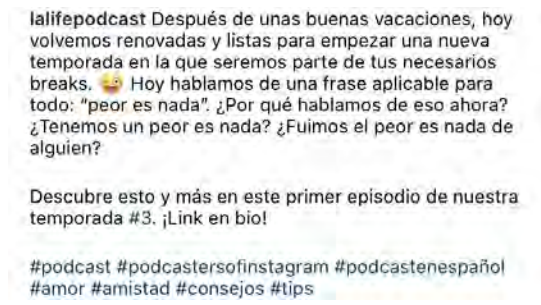 lalifepodcast Después de unas buenas vacaciones, hoy
volvemos renovadas y listas para empezar una nueva
temporada en la que seremos parte de tus necesarios
breaks. 😜 Hoy hablamos de una frase aplicable para
todo: “peor es nada”. ¿Por qué hablamos de eso ahora?
¿Tenemos un peor es nada? ¿Fuimos el peor es nada de
alguien?
Descubre esto y más en este primer episodio de nuestra
temporada #3. ¡Link en bio!
#podcast #podcastersofinstagram #podcastenespañol
#amor #amistad #consejos #tips